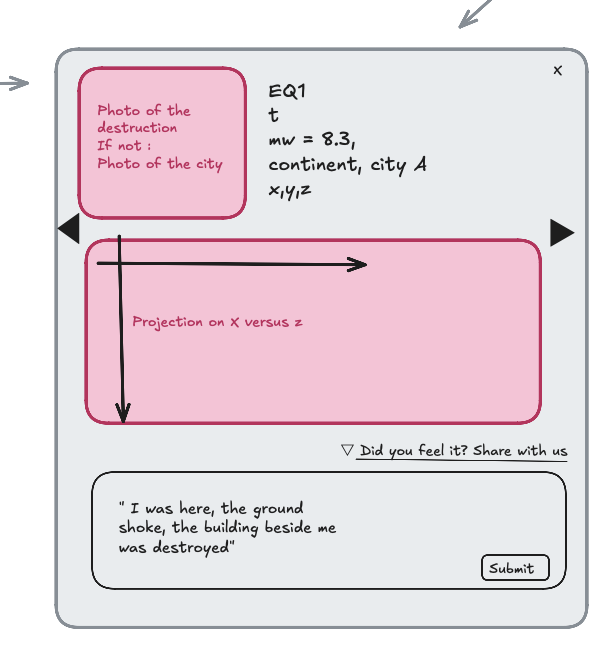 x
Photo of the
destruction
If not :
Photo of the city
EQ1
t
mw = 8.3,
continent, city A
x,y,z
Projection on X versus z
▽ Did you feel it? Share with us
" I was here, the ground
shoke, the building beside me
was destroyed"
Submit